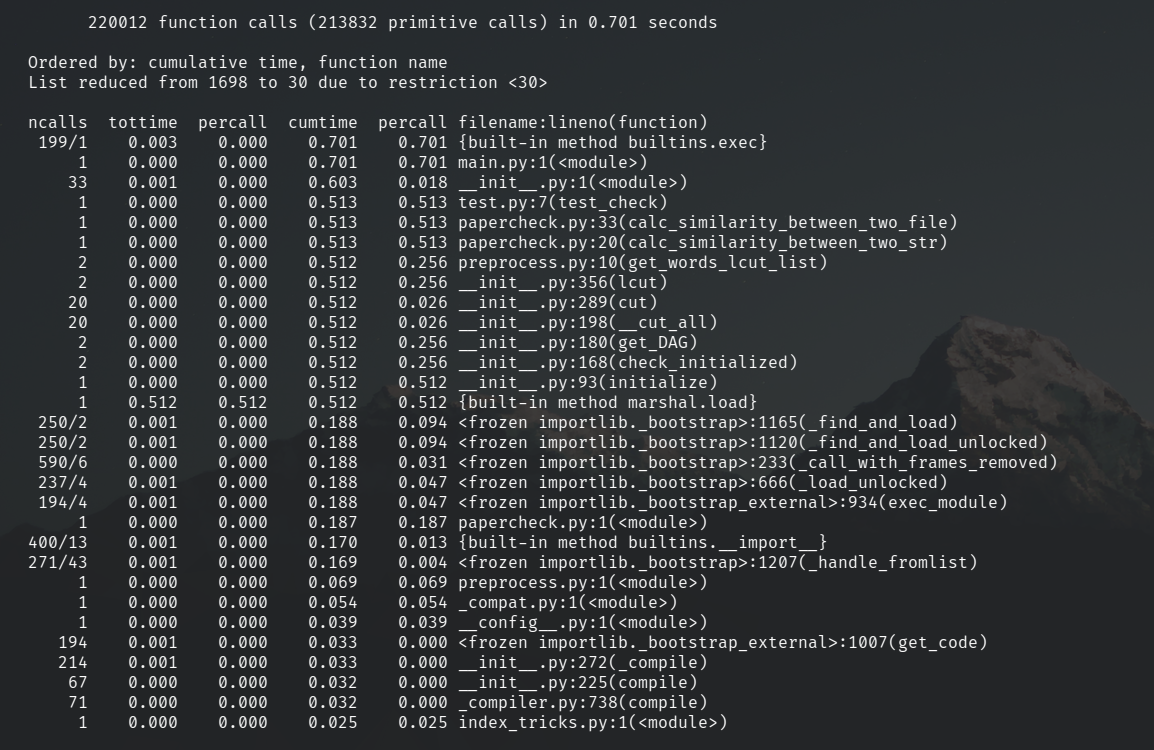 220012 function calls (213832 primitive calls) in 0.701 seconds
Ordered by: cumulative time, function name
List reduced from 1698 to 30 due to restriction <30>
ncalls  tottime  percall  cumtime  percall filename:lineno(function)
199/1    0.003    0.000    0.701    0.701 {built-in method builtins.exec}
1    0.000    0.000    0.701    0.701 main.py:1(<module>)
33    0.001    0.000    0.603    0.018 __init__.py:1(<module>)
1    0.000    0.000    0.513    0.513 test.py:7(test_check)
1    0.000    0.000    0.513    0.513 papercheck.py:33(calc_similarity_between_two_file)
1    0.000    0.000    0.513    0.513 papercheck.py:20(calc_similarity_between_two_str)
2    0.000    0.000    0.512    0.256 preprocess.py:10(get_words_lcut_list)
2    0.000    0.000    0.512    0.256 __init__.py:356(lcut)
20    0.000    0.000    0.512    0.026 __init__.py:289(cut)
20    0.000    0.000    0.512    0.026 __init__.py:198(__cut_all)
2    0.000    0.000    0.512    0.256 __init__.py:180(get_DAG)
2    0.000    0.000    0.512    0.256 __init__.py:168(check_initialized)
1    0.000    0.000    0.512    0.512 __init__.py:93(initialize)
1    0.512    0.512    0.512    0.512 {built-in method marshal.load}
250/2    0.001    0.000    0.188    0.094 <frozen importlib._bootstrap>:1165(_find_and_load)
250/2    0.001    0.000    0.188    0.094 <frozen importlib._bootstrap>:1120(_find_and_load_unlocked)
590/6    0.000    0.000    0.188    0.031 <frozen importlib._bootstrap>:233(_call_with_frames_removed)
237/4    0.001    0.000    0.188    0.047 <frozen importlib._bootstrap>:666(_load_unlocked)
194/4    0.001    0.000    0.188    0.047 <frozen importlib._bootstrap_external>:934(exec_module)
1    0.000    0.000    0.187    0.187 papercheck.py:1(<module>)
400/13    0.001    0.000    0.170    0.013 {built-in method builtins.__import__}
271/43    0.001    0.000    0.169    0.004 <frozen importlib._bootstrap>:1207(_handle_fromlist)
1    0.000    0.000    0.069    0.069 preprocess.py:1(<module>)
1    0.000    0.000    0.054    0.054 _compat.py:1(<module>)
1    0.000    0.000    0.039    0.039 __config__.py:1(<module>)
194    0.001    0.000    0.033    0.000 <frozen importlib._bootstrap_external>:1007(get_code)
214    0.001    0.000    0.033    0.000 __init__.py:272(_compile)
67    0.000    0.000    0.032    0.000 __init__.py:225(compile)
71    0.000    0.000    0.032    0.000 _compiler.py:738(compile)
1    0.000    0.000    0.025    0.025 index_tricks.py:1(<module>)